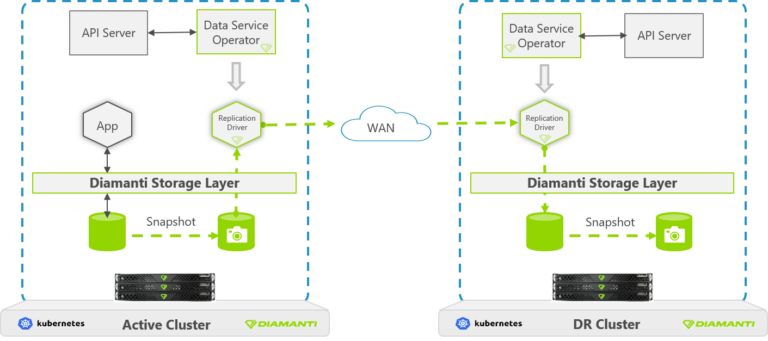 API Server
Data Service
Operator
App
Replication
Driver
Diamanti Storage Layer
Snapshot
kubernetes
Active Cluster
DIAMANTI
WAN
Data Service
Operator
API Server
Replication
Driver
Diamanti Storage Layer
Snapshot
kubernetes
DR Cluster
DIAMANTI